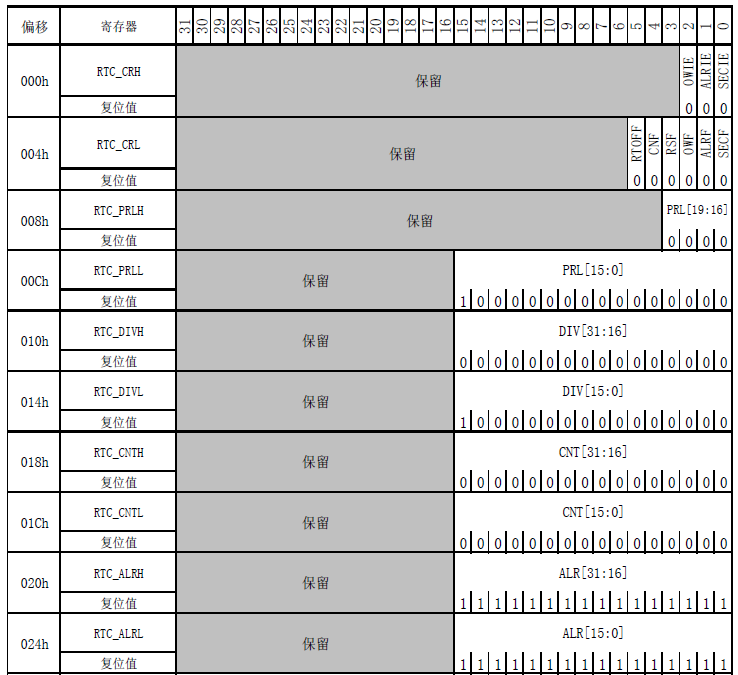 偏移 寄存器 31 30 29 28 27 26 25 24 23 22 21 20 19 18 17 16 15 14 13 12 11 10 9 8 7 6 5 4 3 2 1 0
000h RTC_CRH 保留 OWIE ALRIE SECIE
复位值 0 0 0
004h RTC_CRL 保留 RTOFF CNF RSF OWF ALRF SECF
复位值 0 0 0 0 0 0
008h RTC_PRLH 保留 PRL[19:16]
复位值 0 0 0 0
00Ch RTC_PRLL 保留 PRL[15:0]
复位值 1 0 0 0 0 0 0 0 0 0 0 0 0 0 0 0
010h RTC_DIVH 保留 DIV[31:16]
复位值 0 0 0 0 0 0 0 0 0 0 0 0 0 0 0 0
014h RTC_DIVL 保留 DIV[15:0]
复位值 1 0 0 0 0 0 0 0 0 0 0 0 0 0 0 0
018h RTC_CNTH 保留 CNT[31:16]
复位值 0 0 0 0 0 0 0 0 0 0 0 0 0 0 0 0
01Ch RTC_CNTL 保留 CNT[15:0]
复位值 0 0 0 0 0 0 0 0 0 0 0 0 0 0 0 0
020h RTC_ALRH 保留 ALR[31:16]
复位值 1 1 1 1 1 1 1 1 1 1 1 1 1 1 1 1
024h RTC_ALRL 保留 ALR[15:0]
复位值 1 1 1 1 1 1 1 1 1 1 1 1 1 1 1 1